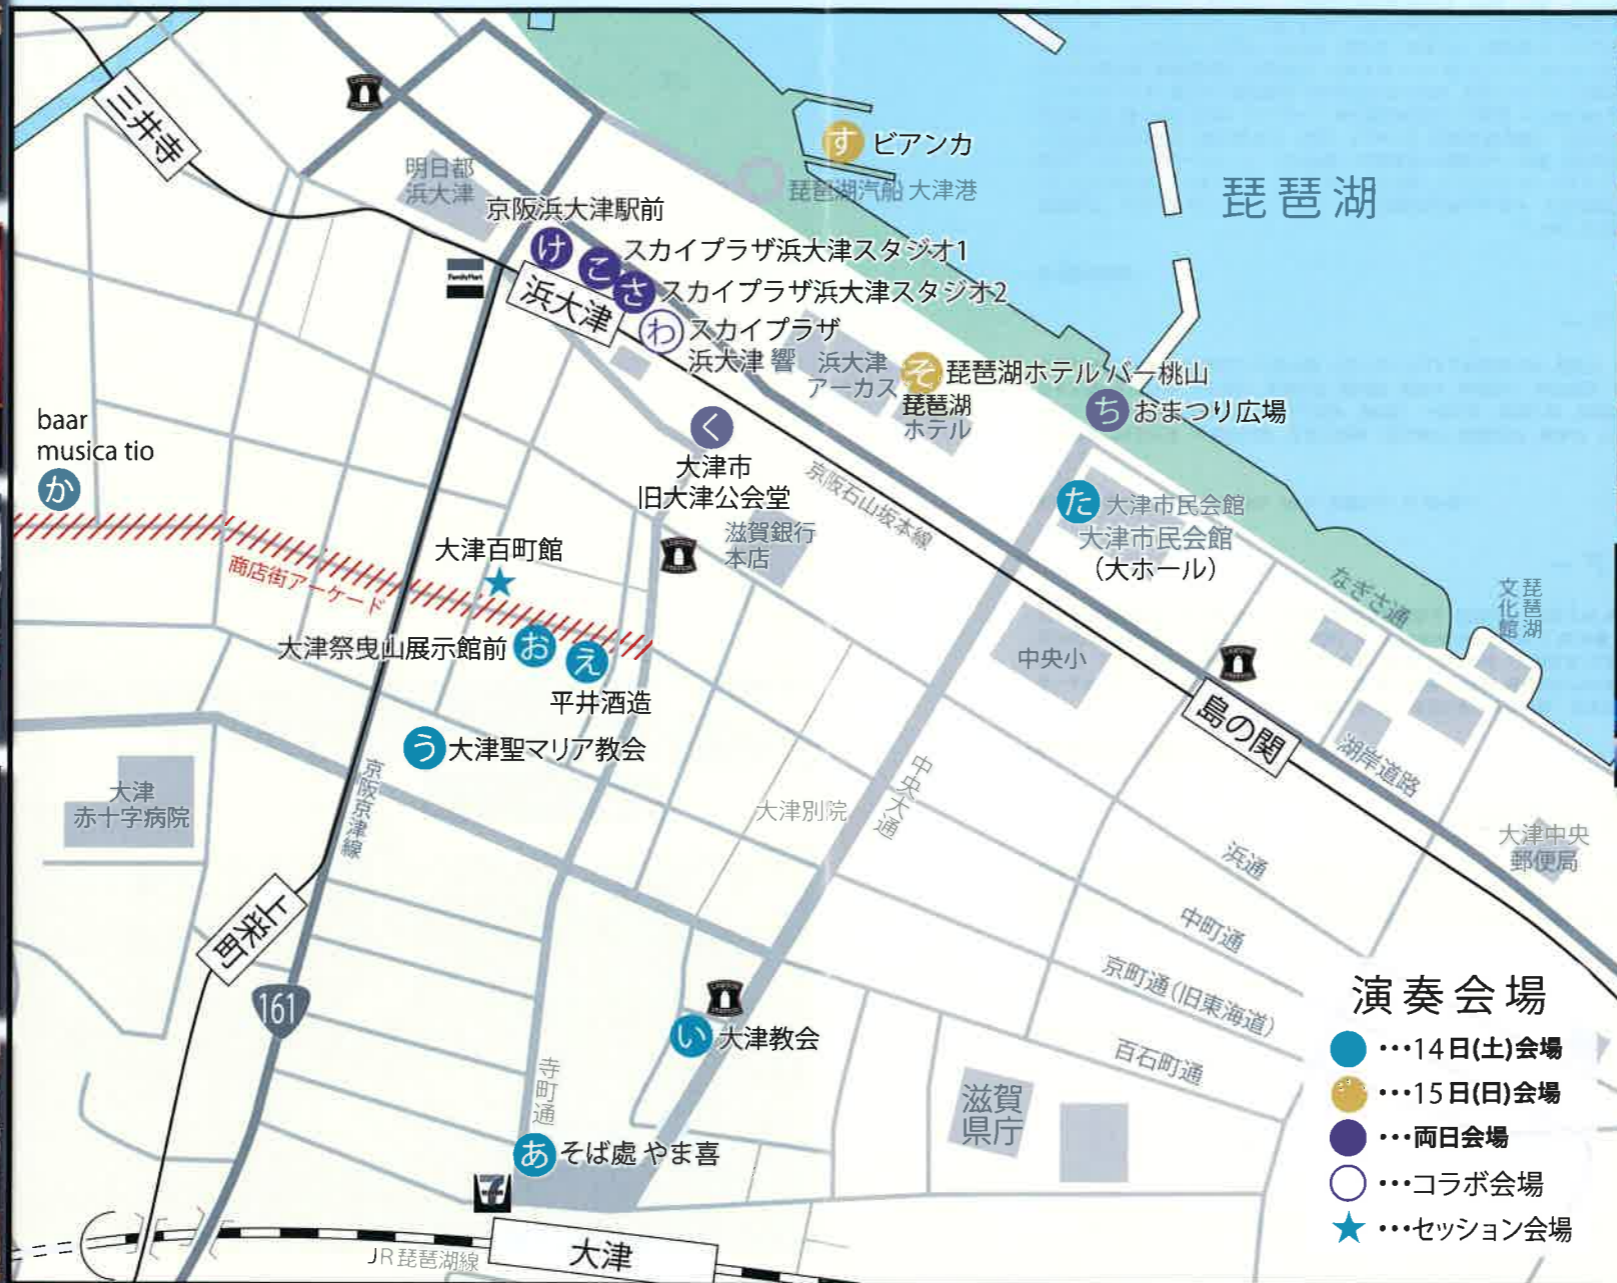 三井寺
明日都
浜大津
す ビアンカ
琵琶湖汽船 大津港
琵琶湖
京阪浜大津駅前
け こ スカイプラザ浜大津スタジオ1
さ スカイプラザ浜大津スタジオ2
FamilyMart
浜大津
わ スカイプラザ
浜大津 響
浜大津
アーカス
そ 琵琶湖ホテル バー桃山
琵琶湖
ホテル
ち おまつり広場
baar
musica tio
か
く
大津市
旧大津公会堂
京阪石山坂本線
滋賀銀行
本店
た 大津市民会館
大津市民会館
（大ホール）
大津百町館
商店街アーケード
大津祭曳山展示館前 お
え
平井酒造
う 大津聖マリア教会
中央小
なぎさ通
琵琶湖
文化館
島の関
湖岸道路
大津
赤十字病院
京阪京津線
大津別院
中央大通
浜通
大津中央
郵便局
中町通
京町通（旧東海道）
百石町通
上栄町
161
い 大津教会
寺町通
滋賀
県庁
あ そば處 やま喜
7
JR琵琶湖線
大津
演奏会場
…14日(土)会場
…15日(日)会場
…両日会場
…コラボ会場
…セッション会場